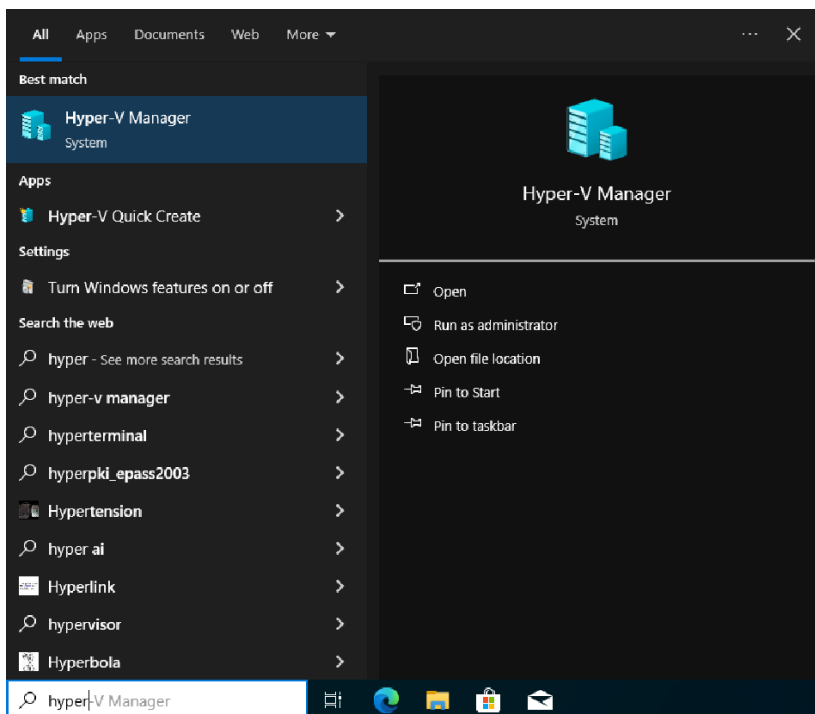 All Apps Documents Web More
Best match
Hyper-V Manager
System
Apps
Hyper-V Quick Create
Settings
Turn Windows features on or off
Search the web
hyper - See more search results
hyper-v manager
hyperterminal
hyperpki_epass2003
Hypertension
hyper ai
Hyperlink
hypervisor
Hyperbola
hyper-V Manager
Hyper-V Manager
System
Open
Run as administrator
Open file location
Pin to Start
Pin to taskbar